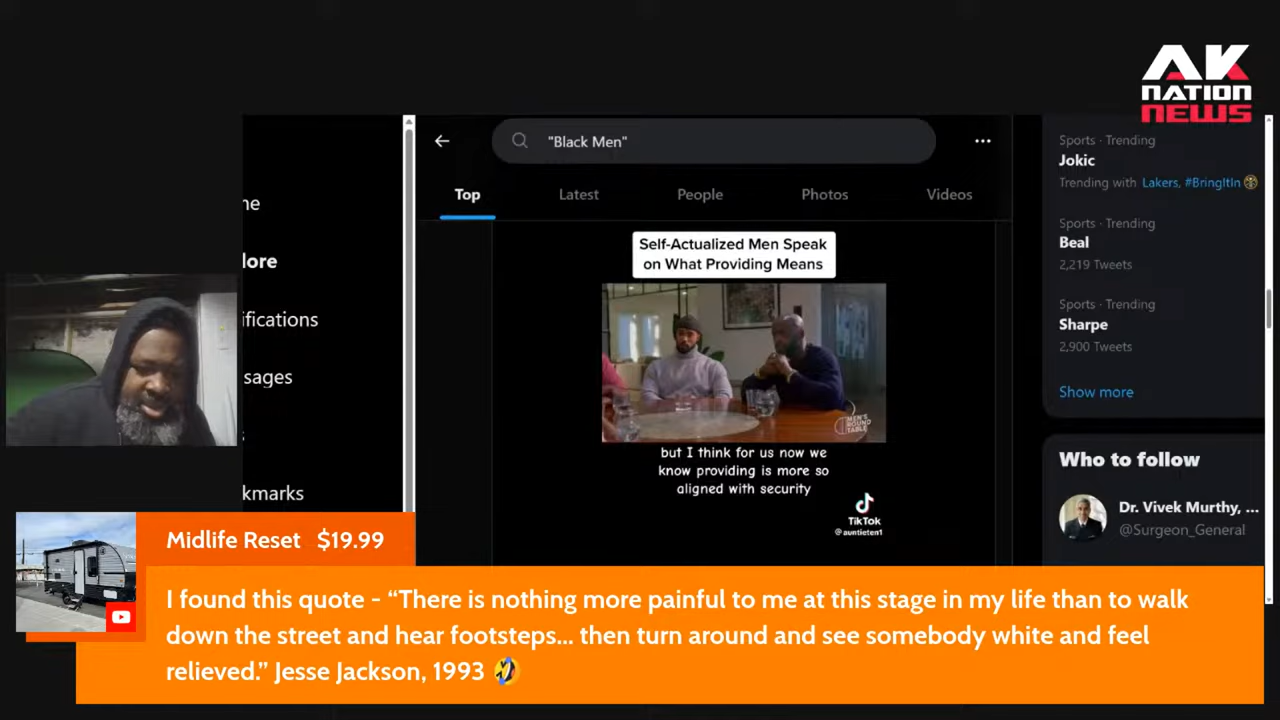 AK
NATION
NEWS
"Black Men"
Top
Latest
People
Photos
Videos
Sports · Trending
Jokic
Trending with Lakers, #BringItIn
Sports · Trending
Beal
2,219 Tweets
Sports · Trending
Sharpe
2,900 Tweets
Show more
Who to follow
Dr. Vivek Murthy, ...
@Surgeon_General
me
lore
ifications
sages
kmarks
Self-Actualized Men Speak
on What Providing Means
MEN'S
ROUND
TABLE
but I think for us now we
know providing is more so
aligned with security
TikTok
@auntieten1
Midlife Reset $19.99
I found this quote - “There is nothing more painful to me at this stage in my life than to walk
down the street and hear footsteps... then turn around and see somebody white and feel
relieved.” Jesse Jackson, 1993 🤣